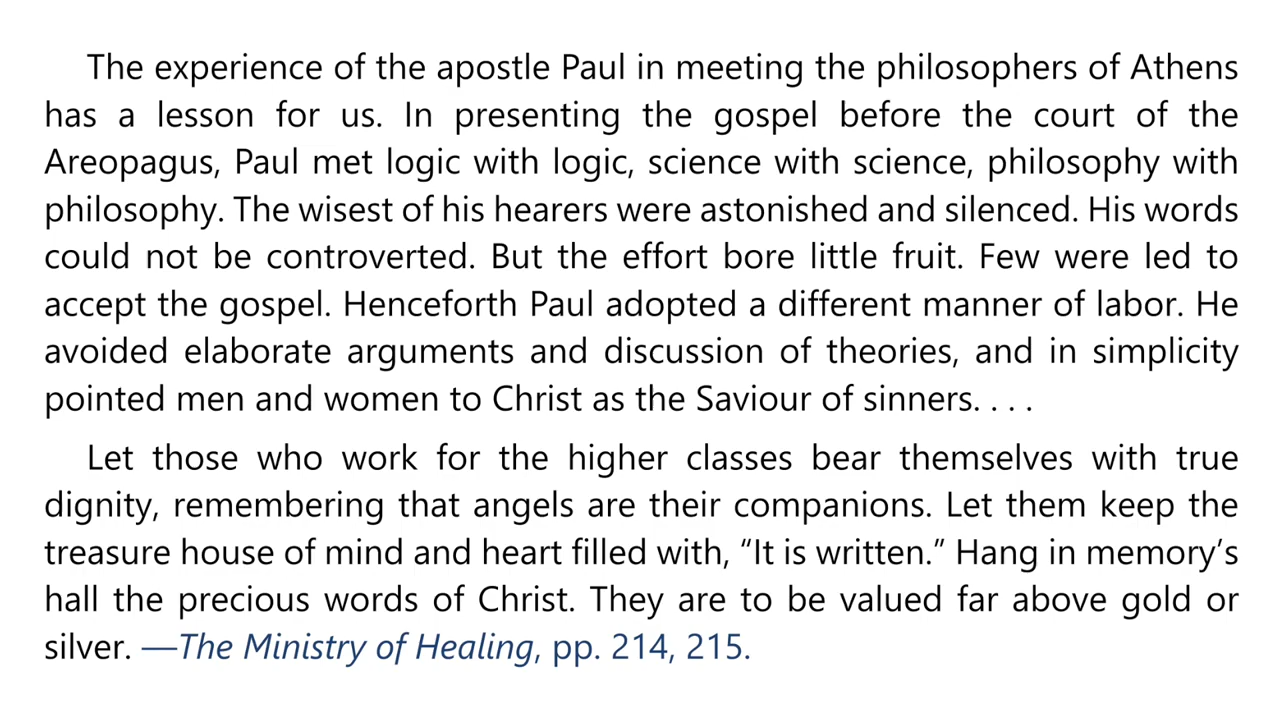 The experience of the apostle Paul in meeting the philosophers of Athens
has a lesson for us. In presenting the gospel before the court of the
Areopagus, Paul met logic with logic, science with science, philosophy with
philosophy. The wisest of his hearers were astonished and silenced. His words
could not be controverted. But the effort bore little fruit. Few were led to
accept the gospel. Henceforth Paul adopted a different manner of labor. He
avoided elaborate arguments and discussion of theories, and in simplicity
pointed men and women to Christ as the Saviour of sinners. . . .
Let those who work for the higher classes bear themselves with true
dignity, remembering that angels are their companions. Let them keep the
treasure house of mind and heart filled with, “It is written.” Hang in memory’s
hall the precious words of Christ. They are to be valued far above gold or
silver. —The Ministry of Healing, pp. 214, 215.